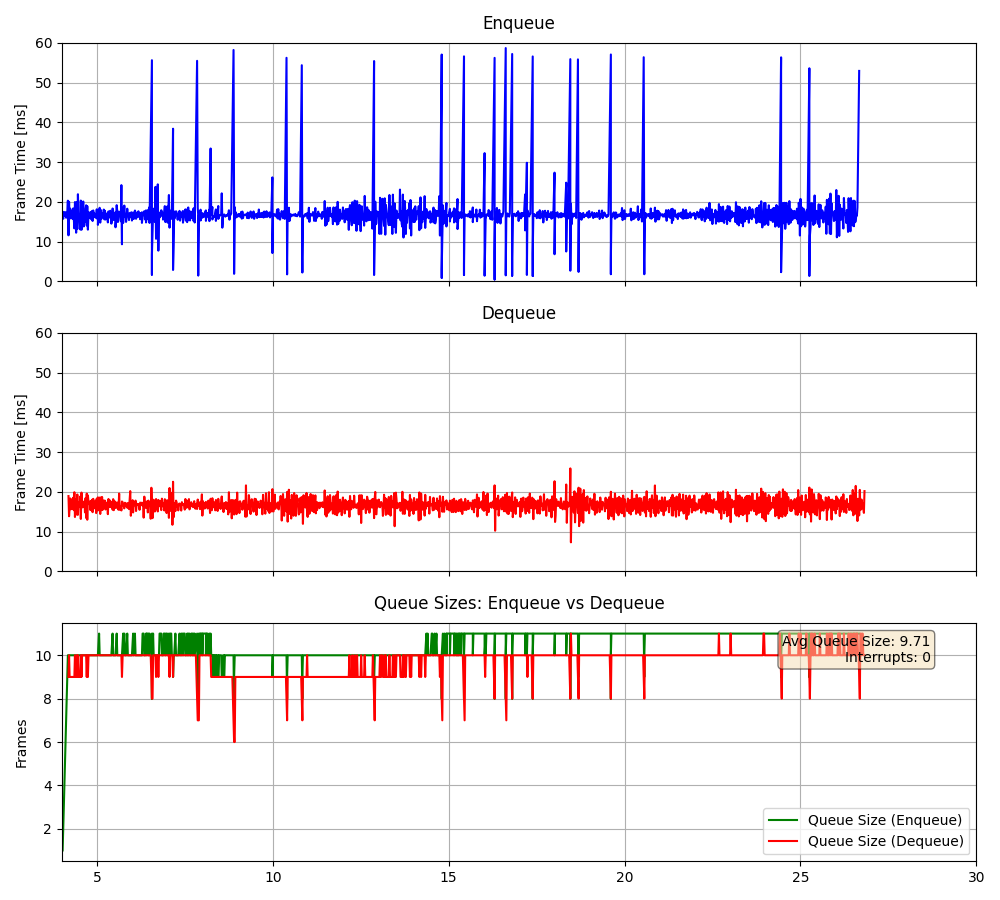 Enqueue
60
50
40
30
20
10
0
Frame Time [ms]
Dequeue
60
50
40
30
20
10
0
Frame Time [ms]
Queue Sizes: Enqueue vs Dequeue
10
8
6
4
2
Frames
Avg Queue Size: 9.71
Interrupts: 0
Queue Size (Enqueue)
Queue Size (Dequeue)
5 10 15 20 25 30